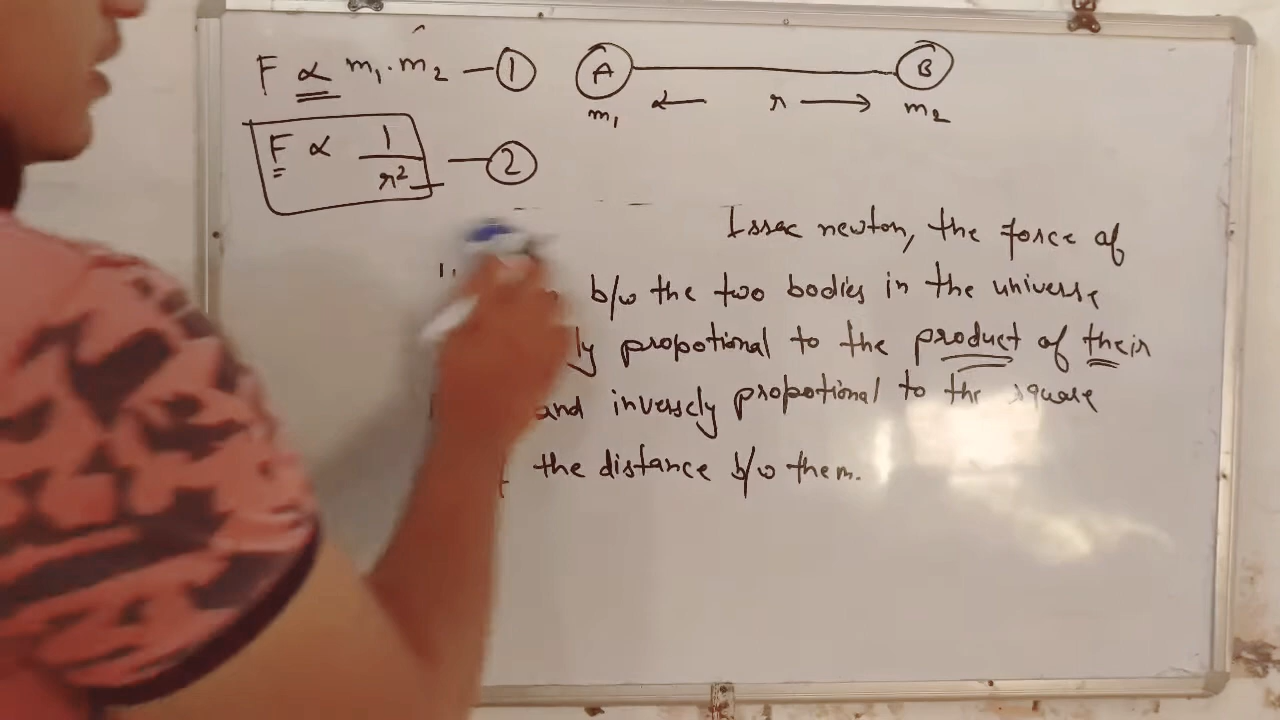 F ∝ m₁.m₂ — ①
A B
m₁ ← r → m₂
F ∝ 1/r² — ②
Issac newton, the force of
b/w the two bodies in the universe
ly propotional to the product of their
and inversely propotional to the square
the distance b/w them.